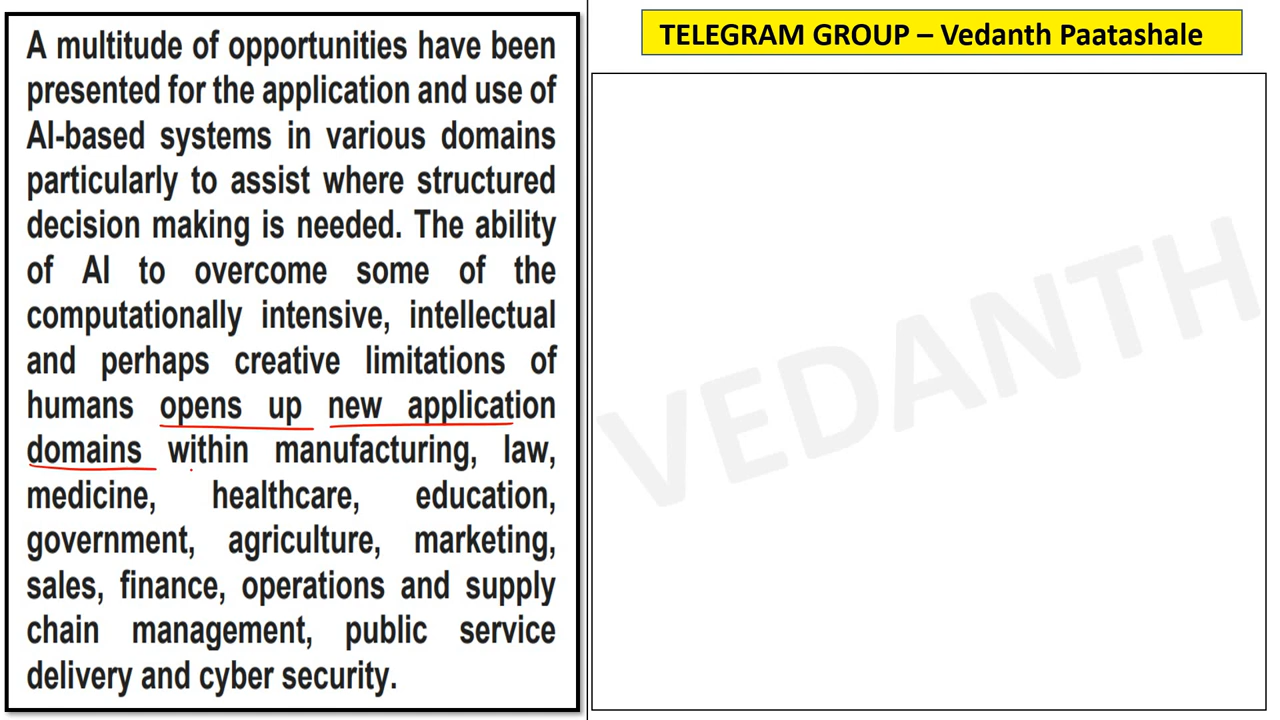 A multitude of opportunities have been
presented for the application and use of
AI-based systems in various domains
particularly to assist where structured
decision making is needed. The ability
of AI to overcome some of the
computationally intensive, intellectual
and perhaps creative limitations of
humans opens up new application
domains within manufacturing, law,
medicine, healthcare, education,
government, agriculture, marketing,
sales, finance, operations and supply
chain management, public service
delivery and cyber security.
TELEGRAM GROUP – Vedanth Paatashale
VEDANTH